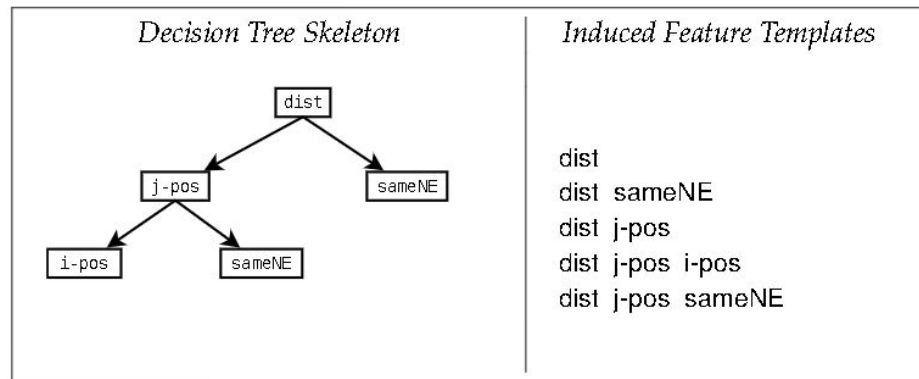 Decision Tree Skeleton
dist
j-pos
sameNE
i-pos
sameNE
Induced Feature Templates
dist
dist sameNE
dist j-pos
dist j-pos i-pos
dist j-pos sameNE